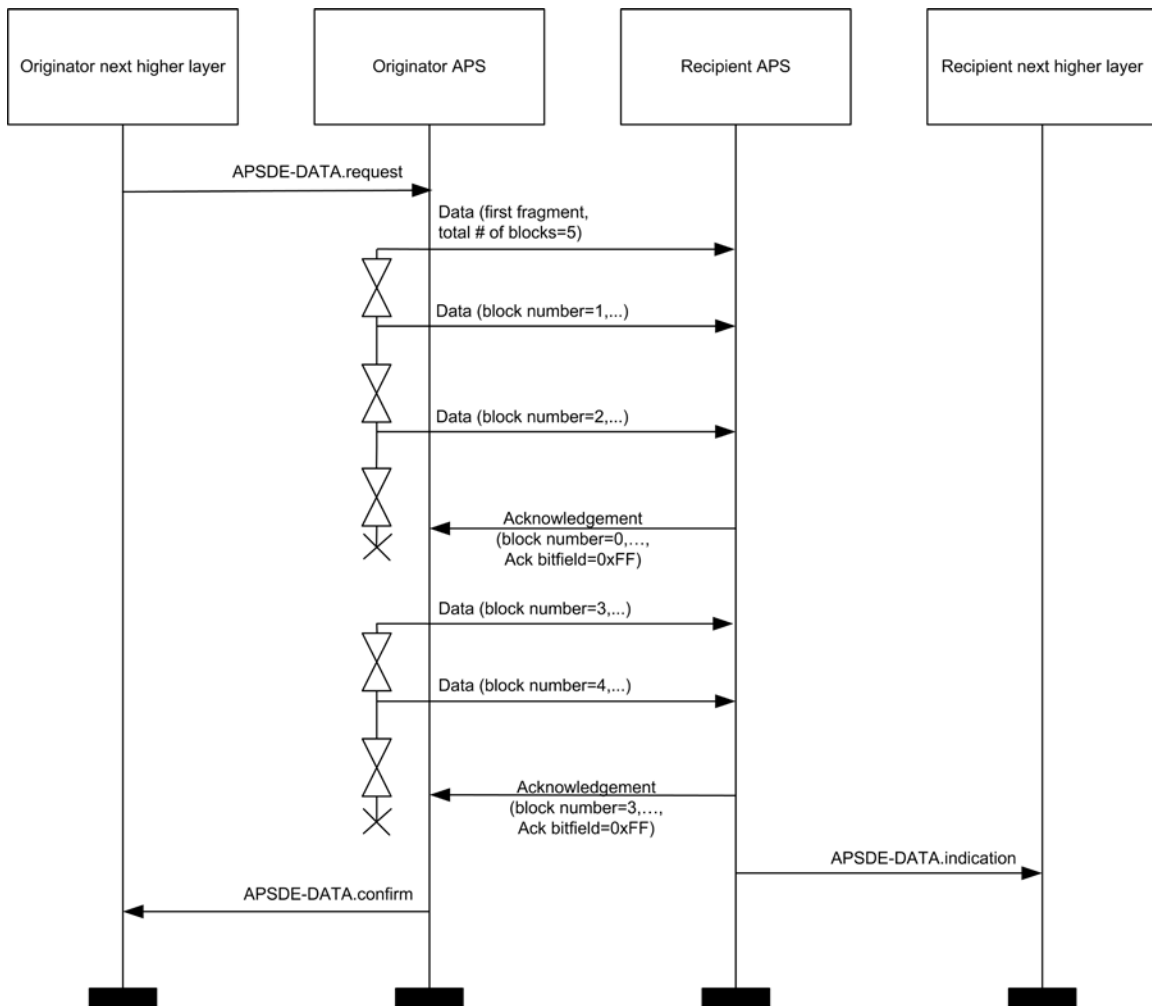 Originator next higher layer
Originator APS
Recipient APS
Recipient next higher layer
APSDE-DATA.request
Data (first fragment,
total # of blocks=5)
Data (block number=1,...)
Data (block number=2,...)
Acknowledgement
(block number=0,…,
Ack bitfield=0xFF)
Data (block number=3,...)
Data (block number=4,...)
Acknowledgement
(block number=3,…,
Ack bitfield=0xFF)
APSDE-DATA.indication
APSDE-DATA.confirm